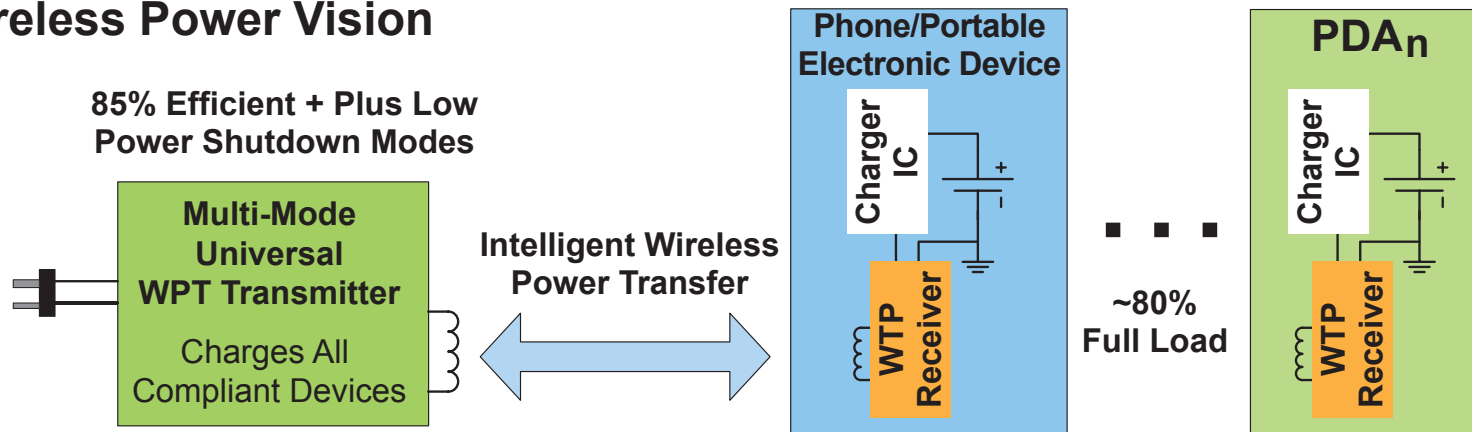 reless Power Vision
85% Efficient + Plus Low
Power Shutdown Modes
Multi-Mode
Universal
WPT Transmitter
Charges All
Compliant Devices
Intelligent Wireless
Power Transfer
Phone/Portable
Electronic Device
Charger
IC
+
–
WTP
Receiver
~80%
Full Load
PDAn
Charger
IC
+
–
WTP
Receiver